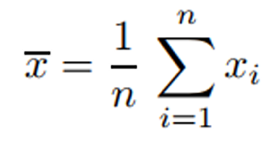 x̄ = 1/n ∑_{i=1}^{n} x_i